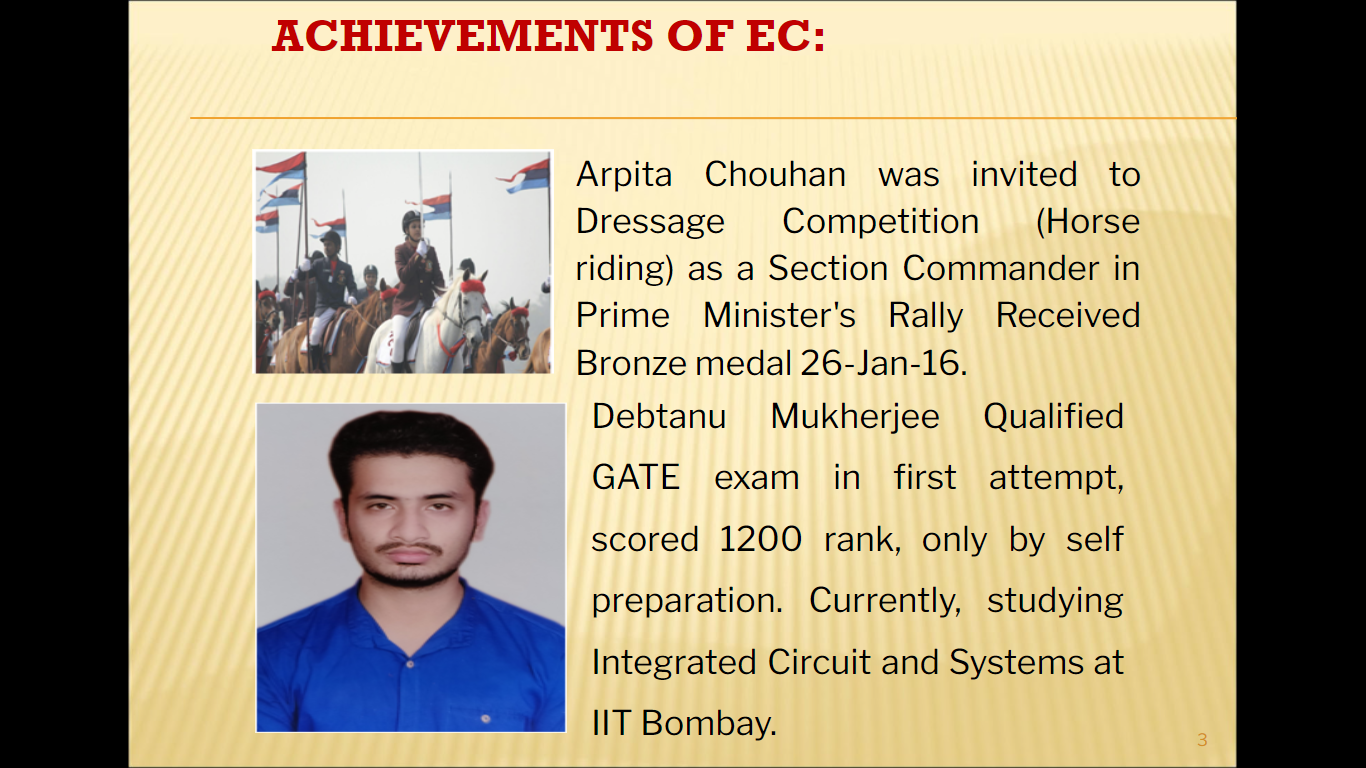 ACHIEVEMENTS OF EC:
Arpita Chouhan was invited to
Dressage Competition (Horse
riding) as a Section Commander in
Prime Minister's Rally Received
Bronze medal 26-Jan-16.
Debtanu Mukherjee Qualified
GATE exam in first attempt,
scored 1200 rank, only by self
preparation. Currently, studying
Integrated Circuit and Systems at
IIT Bombay.
3